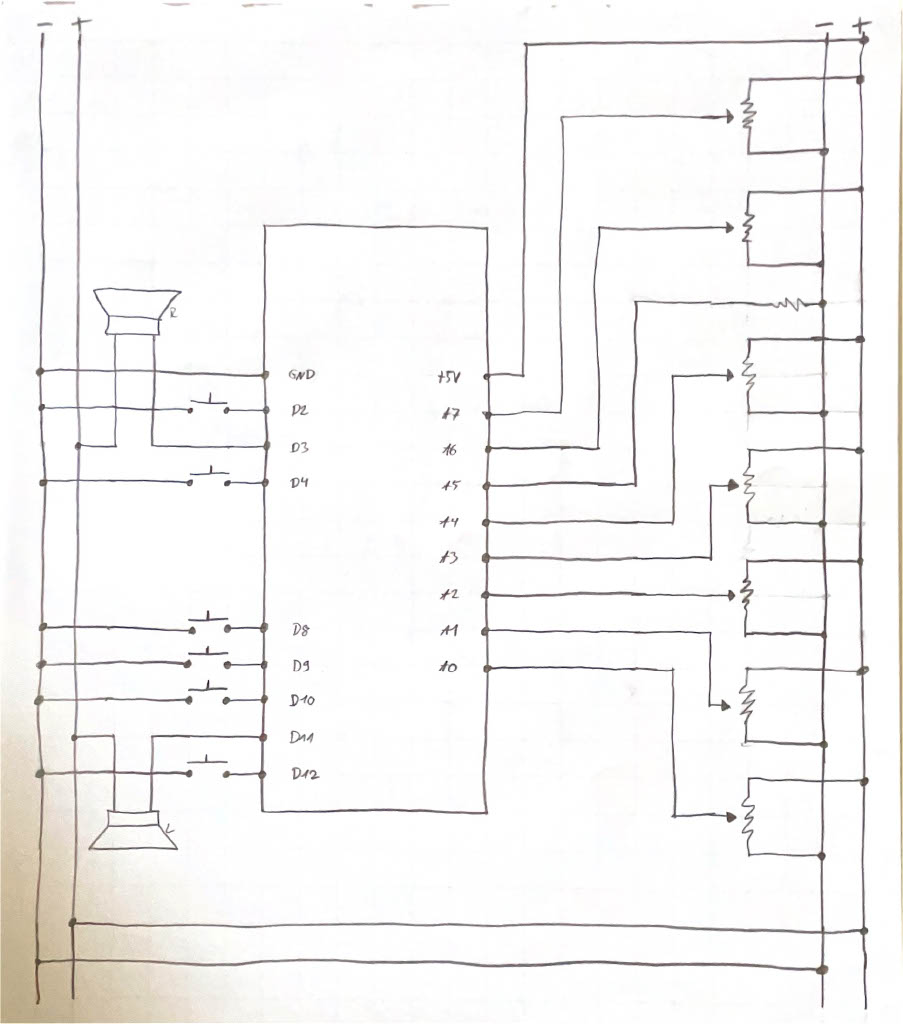 - + - +
R
GND +5V
D2 A7
D3 A6
D4 A5
A4
A3
A2
D8 A1
D9 A0
D10
D11
D12
L